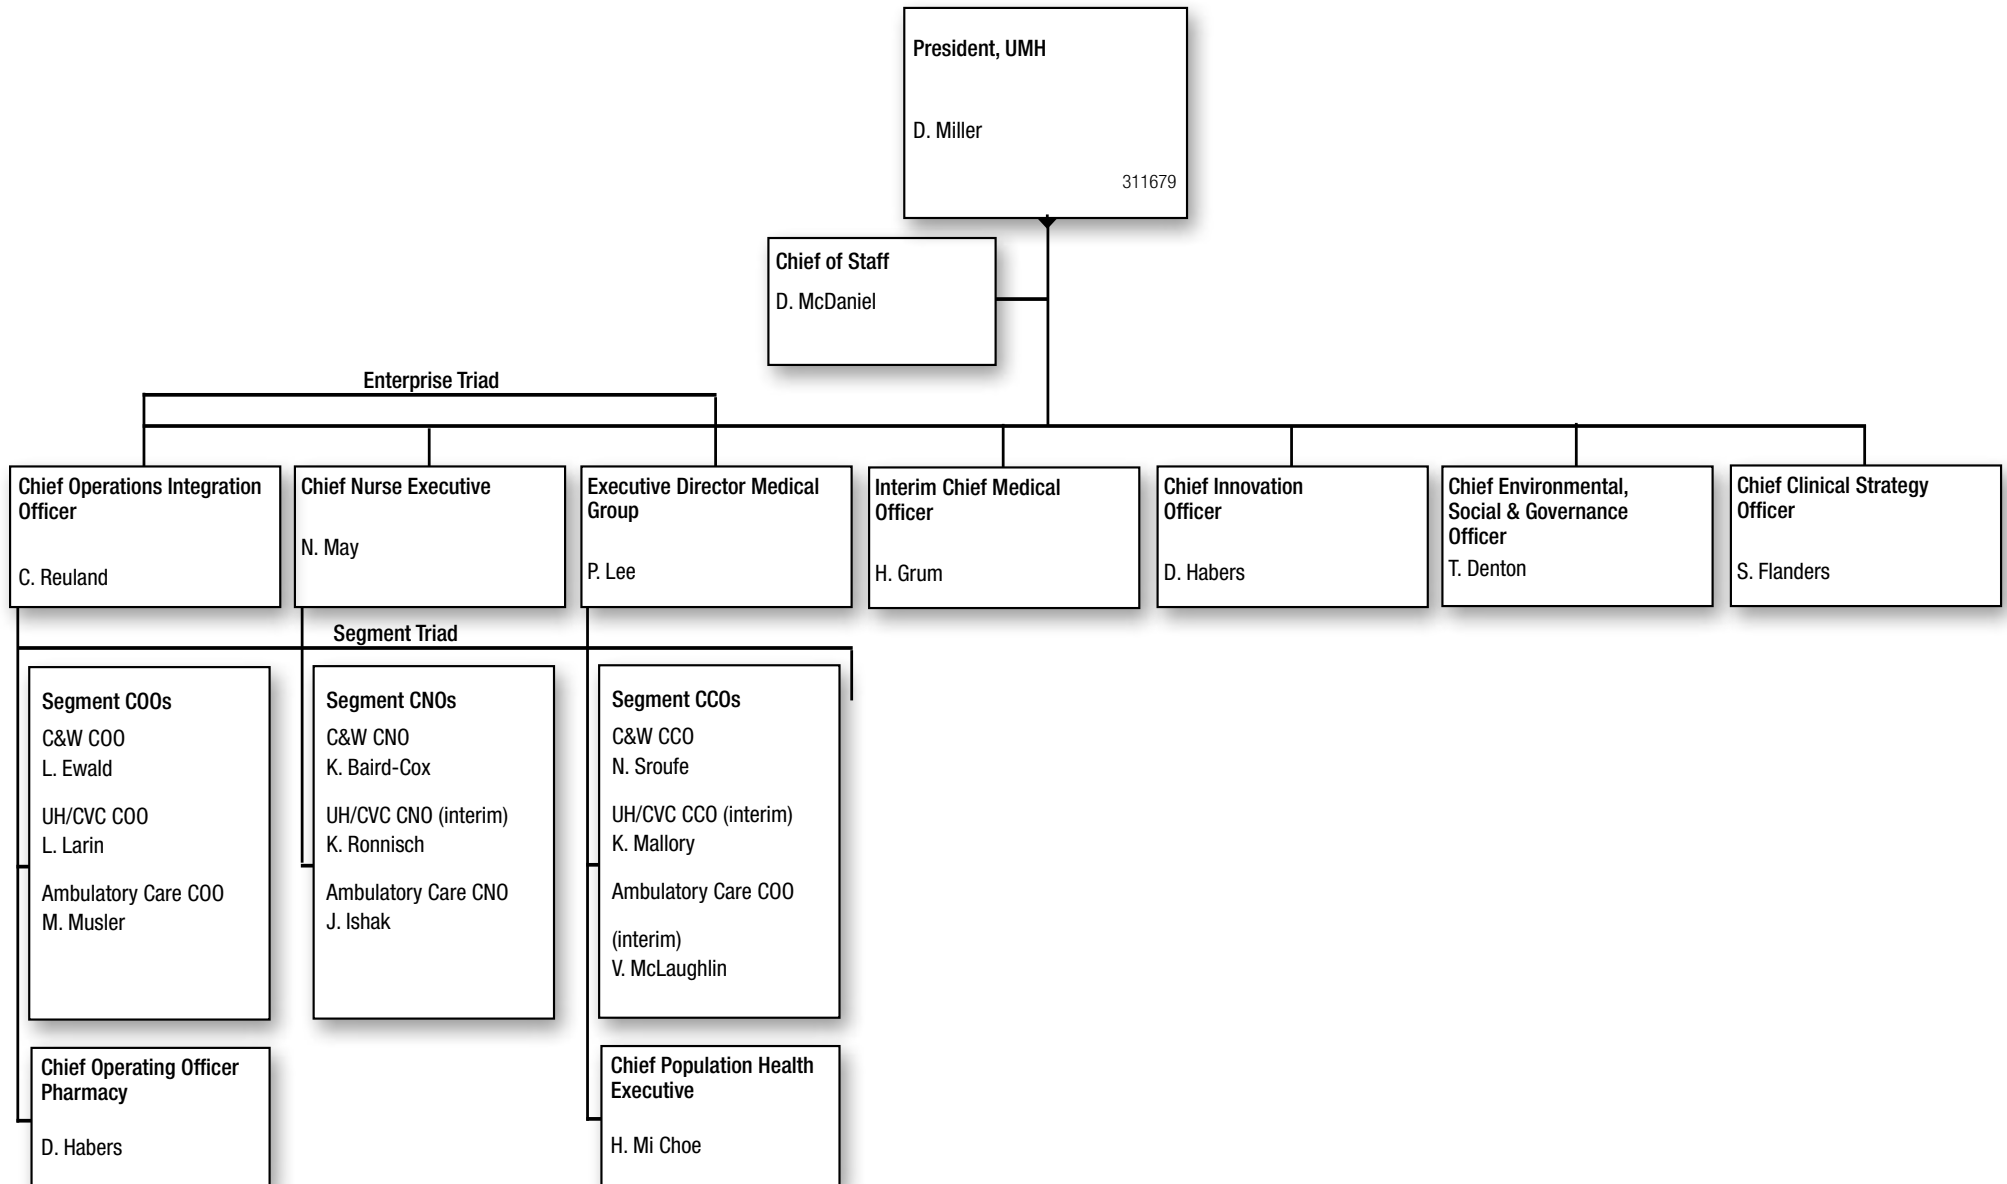 President, UMH
D. Miller
311679
Chief of Staff
D. McDaniel
Enterprise Triad
Chief Operations Integration
Officer
C. Reuland
Chief Nurse Executive
N. May
Executive Director Medical
Group
P. Lee
Interim Chief Medical
Officer
H. Grum
Chief Innovation
Officer
D. Habers
Chief Environmental,
Social & Governance
Officer
T. Denton
Chief Clinical Strategy
Officer
S. Flanders
Segment Triad
Segment COOs
C&W COO
L. Ewald
UH/CVC COO
L. Larin
Ambulatory Care COO
M. Musler
Segment CNOs
C&W CNO
K. Baird-Cox
UH/CVC CNO (interim)
K. Ronnisch
Ambulatory Care CNO
J. Ishak
Segment CCOs
C&W CCO
N. Sroufe
UH/CVC CCO (interim)
K. Mallory
Ambulatory Care COO
(interim)
V. McLaughlin
Chief Operating Officer
Pharmacy
D. Habers
Chief Population Health
Executive
H. Mi Choe